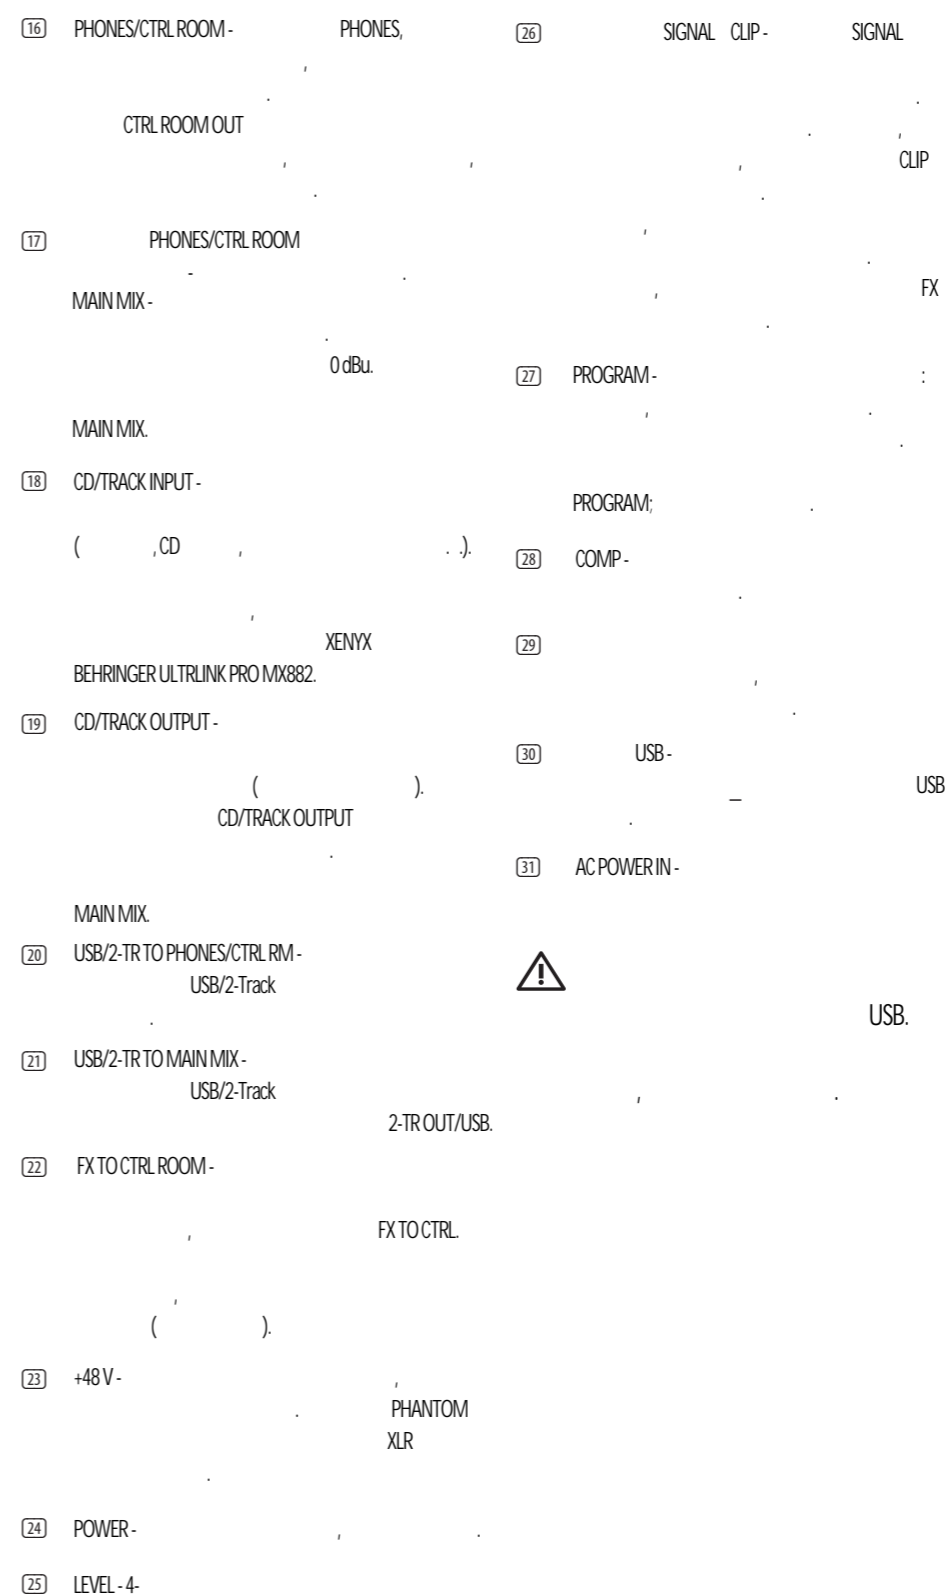 16 PHONES/CTRL ROOM - PHONES,
,
.
CTRL ROOM OUT
, ,
.
17 PHONES/CTRL ROOM
- .
MAIN MIX -
.
0 dBu.
MAIN MIX.
18 CD/TRACK INPUT -
( , CD , . .).
,
XENYX
BEHRINGER ULTRLINK PRO MX882.
19 CD/TRACK OUTPUT -
( ).
CD/TRACK OUTPUT
.
MAIN MIX.
20 USB/2-TR TO PHONES/CTRL RM -
USB/2-Track
.
21 USB/2-TR TO MAIN MIX -
USB/2-Track
2-TR OUT/USB.
22 FX TO CTRL ROOM -
, FX TO CTRL.
,
( ).
23 +48 V - ,
. PHANTOM
XLR
.
24 POWER - , .
25 LEVEL - 4-
26 SIGNAL CLIP - SIGNAL
.
. ,
, CLIP
.
,
.
, FX
.
27 PROGRAM - :
, .
.
PROGRAM; .
28 COMP -
.
29
,
.
30 USB -
_ USB
.
31 AC POWER IN -
USB.
, .